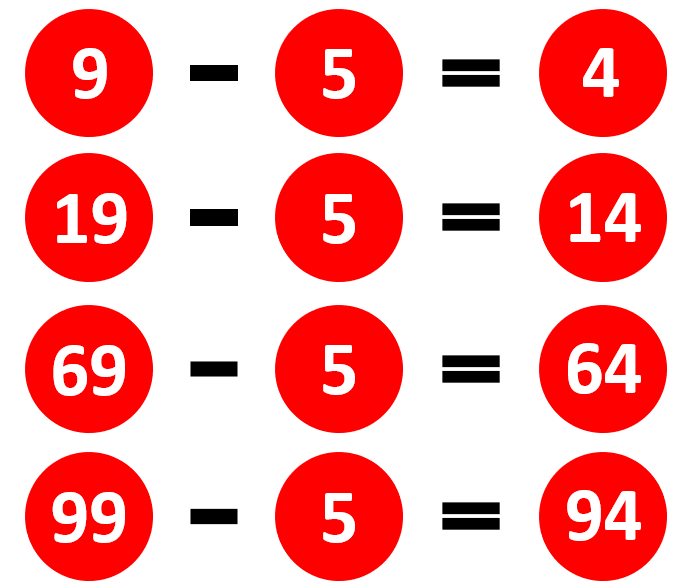 9 - 5 = 4
19 - 5 = 14
69 - 5 = 64
99 - 5 = 94